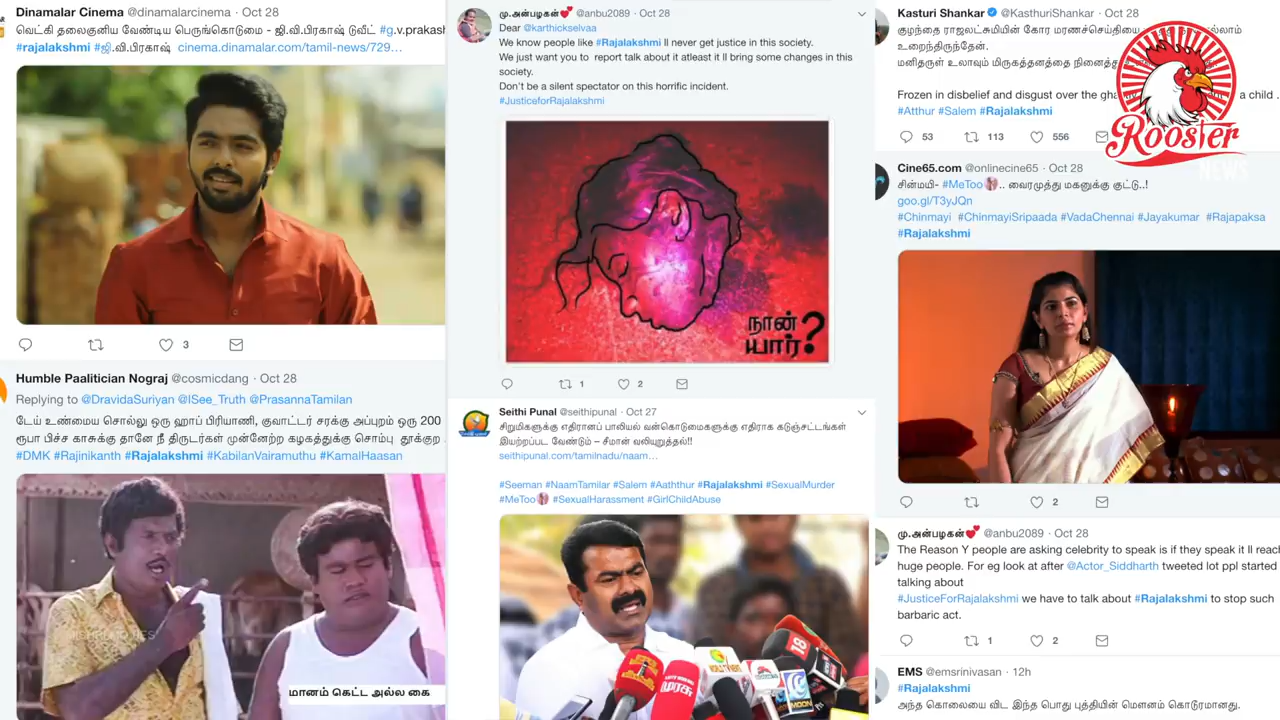 Dinamalar Cinema @dinamalarcinema · Oct 28
வெட்கி தலைகுனிய வேண்டிய பெருங்கொடுமை – ஜி.வி.பிரகாஷ் டுவீட் #g.v.prakash
#rajalakshmi #ஜி.வி.பிரகாஷ் cinema.dinamalar.com/tamil-news/729…
3
Humble Paalitician Nograj @cosmicdang · Oct 28
Replying to @DravidaSuriyan @ISee_Truth @PrasannaTamilan
டேய் உண்மைய சொல்லு ஒரு ஹாப் பிரியாணி, குவாட்டர் சரக்கு அப்புறம் ஒரு 200
ரூபா பிச்ச காசுக்கு தானே நீ திருடர்கள் முன்னேற்ற கழகத்துக்கு சொம்பு தூக்குற
#DMK #Rajinikanth #Rajalakshmi #KabilanVairamuthu #KamalHaasan
மானம் கெட்ட அல்ல கை
மு.அன்பழகன்💕 @anbu2089 · Oct 28
Dear @karthickselvaa
We know people like #Rajalakshmi ll never get justice in this society.
We just want you to report talk about it atleast it ll bring some changes in this
society.
Don't be a silent spectator on this horrific incident.
#JusticeforRajalakshmi
நான்
யார்?
1 2
Seithi Punal @seithipunal · Oct 27
சிறுமிகளுக்கு எதிரானப் பாலியல் வன்கொடுமைகளுக்கு எதிராக கடுஞ்சட்டங்கள்
இயற்றப்பட வேண்டும் – சீமான் வலியுறுத்தல்!!
seithipunal.com/tamilnadu/naam…
#Seeman #NaamTamilar #Salem #Aaththur #Rajalakshmi #SexualMurder
#MeToo #SexualHarassment #GirlChildAbuse
18
முரசு
MOON
Kasturi Shankar @KasthuriShankar · Oct 28
குழந்தை ராஜலட்சுமியின் கோர மரணச்செய்தியை
உறைந்திருந்தேன்.
மனிதருள் உலாவும் மிருகத்தனத்தை
Frozen in disbelief and disgust over the a child ..
#Atthur #Salem #Rajalakshmi
53 113 556
Rooster
NEWS
Cine65.com @onlinecine65 · Oct 28
சின்மயி- #MeToo.. வைரமுத்து மகனுக்கு குட்டு..!
goo.gl/T3yJQn
#Chinmayi #ChinmayiSripaada #VadaChennai #Jayakumar #Rajapaksa
#Rajalakshmi
2
மு.அன்பழகன்💕 @anbu2089 · Oct 28
The Reason Y people are asking celebrity to speak is if they speak it ll reach
huge people. For eg look at after @Actor_Siddharth tweeted lot ppl started
talking about
#JusticeForRajalakshmi we have to talk about #Rajalakshmi to stop such
barbaric act.
1 2
EMS @emsrinivasan · 12h
#Rajalakshmi
அந்த கொலையை விட இந்த பொது புத்தியின் மௌனம் கொடூரமானது.